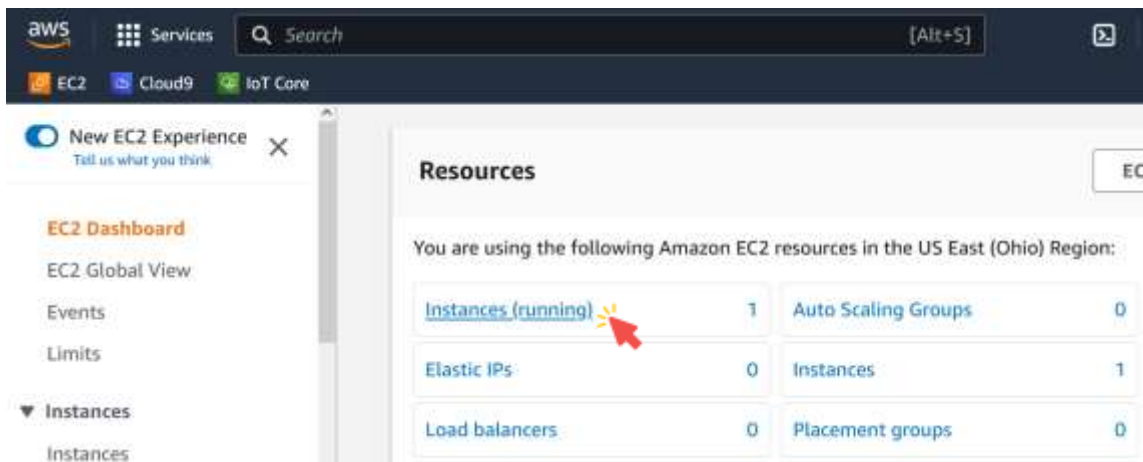 aws Services Search [Alt+S]
EC2 Cloud9 IoT Core
New EC2 Experience
Tell us what you think
EC2 Dashboard
EC2 Global View
Events
Limits
Instances
Instances
Resources
EC
You are using the following Amazon EC2 resources in the US East (Ohio) Region:
Instances (running) 1 Auto Scaling Groups 0
Elastic IPs 0 Instances 1
Load balancers 0 Placement groups 0